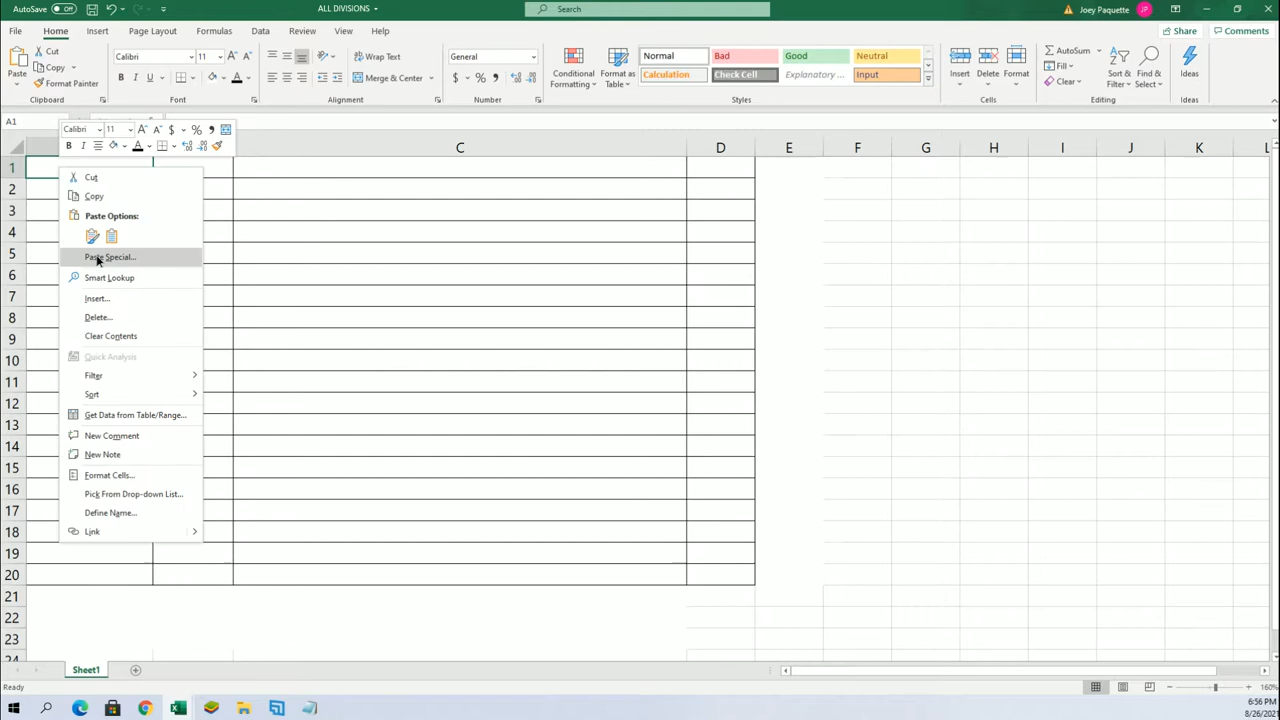 AutoSave Off ALL DIVISIONS Search Joey Paquette JP
File Home Insert Page Layout Formulas Data Review View Help Share Comments
Paste Cut Copy Format Painter Clipboard
Calibri 11 B I U A Font
Wrap Text Merge & Center Alignment
General $ % , Number
Conditional Formatting Format as Table
Normal Bad Good Neutral
Calculation Check Cell Explanatory ... Input
Styles
Insert Delete Format Cells
AutoSum Fill Clear Sort & Filter Find & Select Editing
Ideas
A1
Calibri 11 A A $ % ,
B I A
C D E F G H I J K L
Cut
Copy
Paste Options:
Paste Special...
Smart Lookup
Insert...
Delete...
Clear Contents
Quick Analysis
Filter
Sort
Get Data from Table/Range...
New Comment
New Note
Format Cells...
Pick From Drop-down List...
Define Name...
Link
1
2
3
4
5
6
7
8
9
10
11
12
13
14
15
16
17
18
19
20
21
22
23
24
Sheet1
Ready 160%
6:56 PM